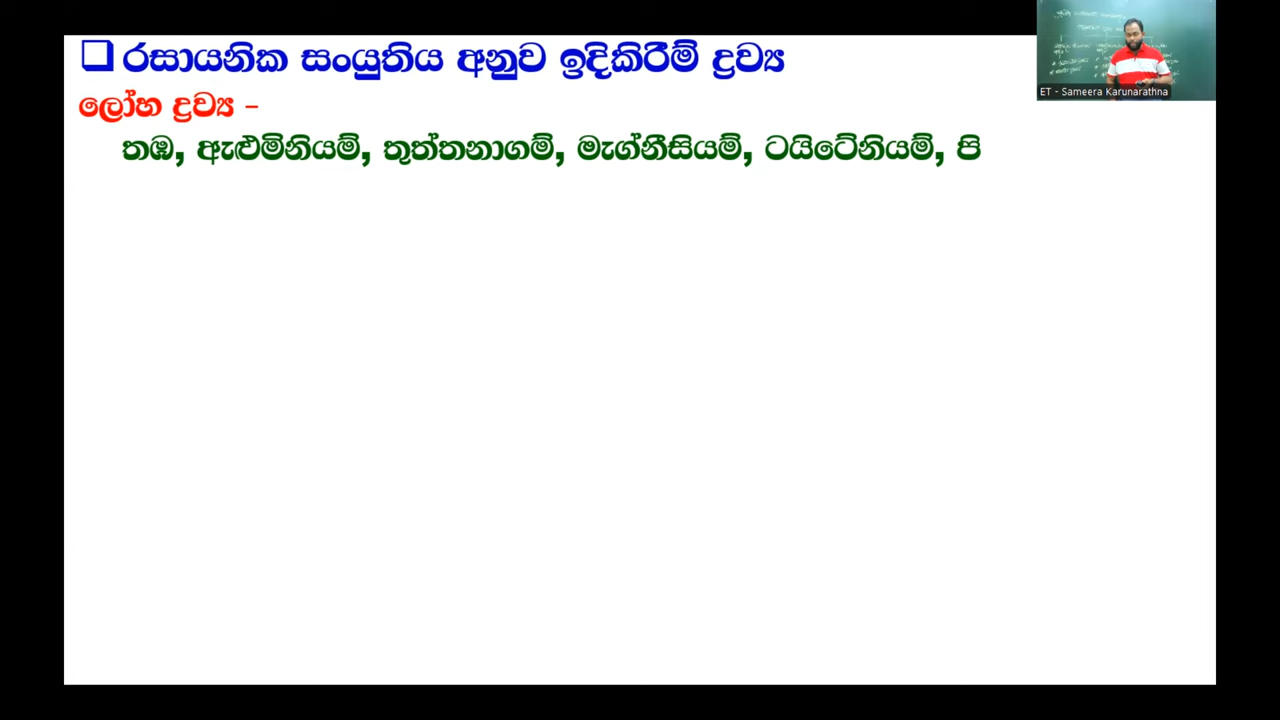 ❑ රසායනික සංයුතිය අනුව ඉදිකිරීම් ද්‍රව්‍ය
ලෝහ ද්‍රව්‍ය –
තඹ, ඇළුමිනියම්, තුත්තනාගම්, මැග්නීසියම්, ටයිටේනියම්, පි
ET - Sameera Karunarathna